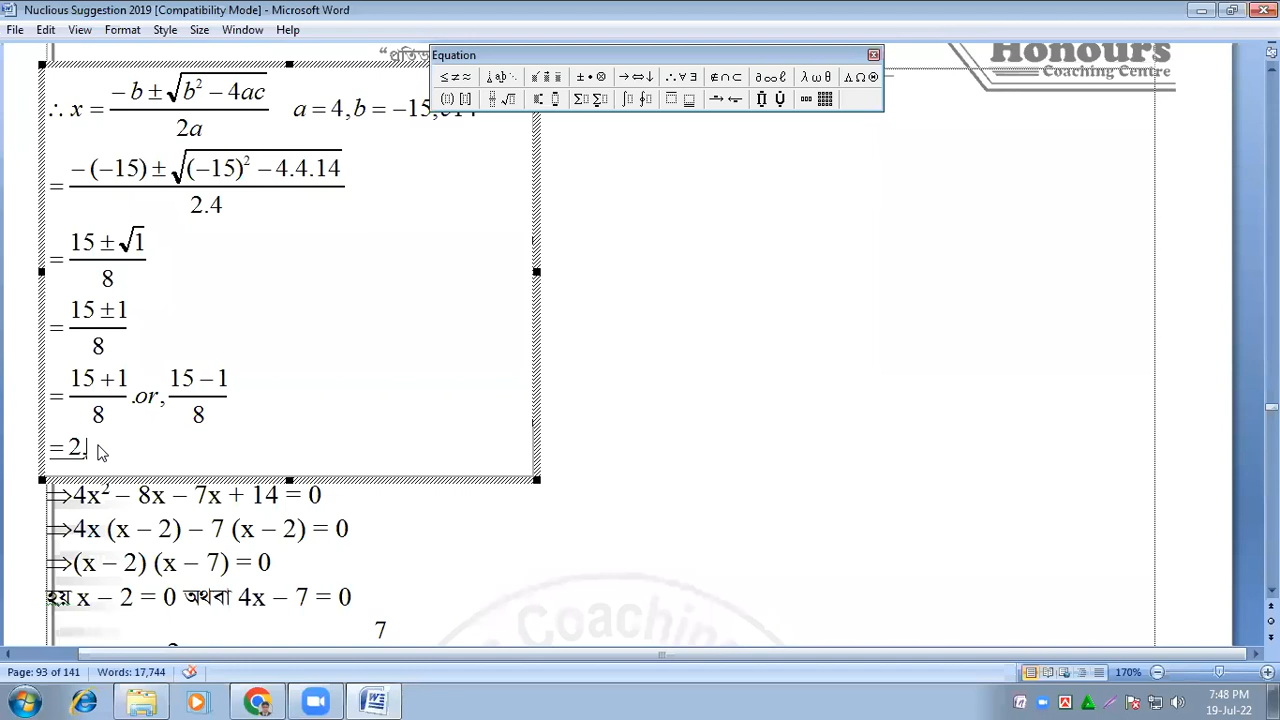 Nuclious Suggestion 2019 [Compatibility Mode] - Microsoft Word
File Edit View Format Style Size Window Help
Equation
Honours
Coaching Centre
∴ x = (−b ± √(b² − 4ac)) / 2a a = 4, b = −15,
= (−(−15) ± √((−15)² − 4.4.14)) / 2.4
= (15 ± √1) / 8
= (15 ± 1) / 8
= (15 + 1) / 8 .or, (15 − 1) / 8
= 2.
⇒4x² − 8x − 7x + 14 = 0
⇒4x (x − 2) − 7 (x − 2) = 0
⇒(x − 2) (x − 7) = 0
হয় x − 2 = 0 অথবা 4x − 7 = 0
7
Coaching
Page: 93 of 141 Words: 17,744 170%
7:48 PM
19-Jul-22